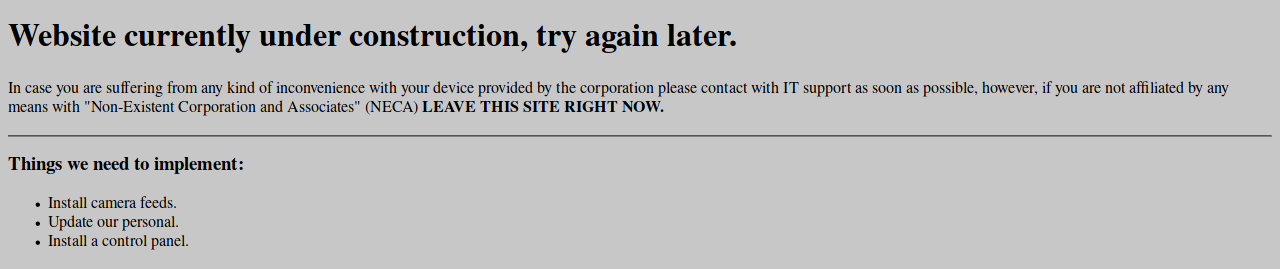 Website currently under construction, try again later.
In case you are suffering from any kind of inconvenience with your device provided by the corporation please contact with IT support as soon as possible, however, if you are not affiliated by any
means with "Non-Existent Corporation and Associates" (NECA) LEAVE THIS SITE RIGHT NOW.
Things we need to implement:
• Install camera feeds.
• Update our personal.
• Install a control panel.